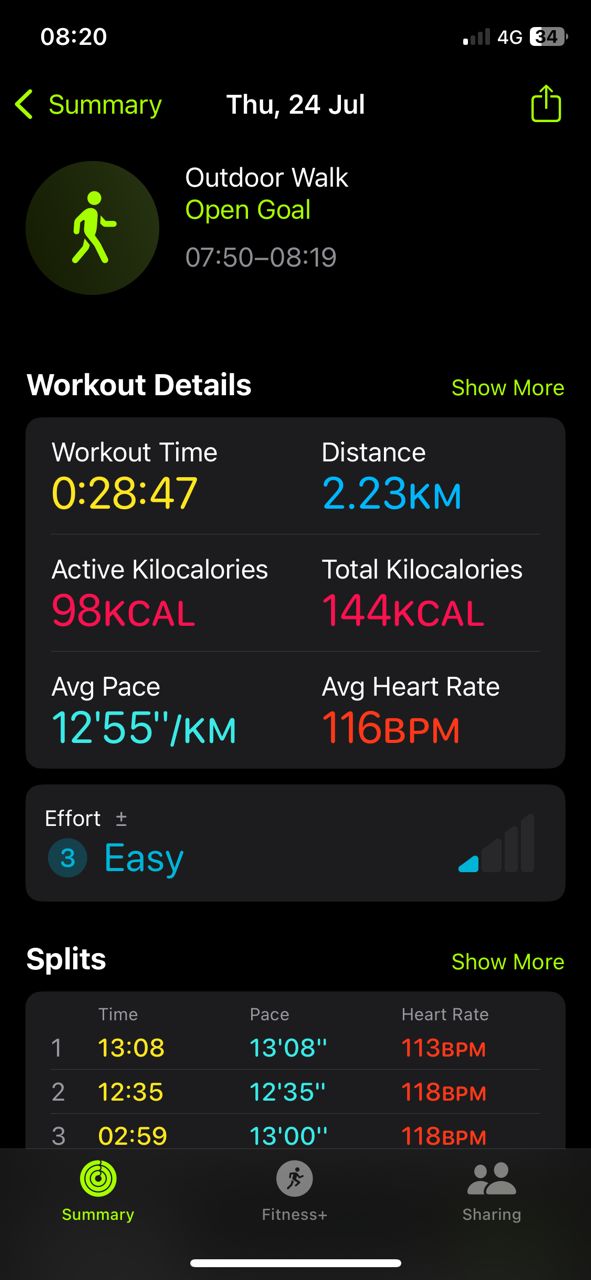 08:20 4G 34
Summary Thu, 24 Jul
Outdoor Walk
Open Goal
07:50–08:19
Workout Details Show More
Workout Time Distance
0:28:47 2.23KM
Active Kilocalories Total Kilocalories
98KCAL 144KCAL
Avg Pace Avg Heart Rate
12'55"/KM 116BPM
Effort ±
3 Easy
Splits Show More
Time Pace Heart Rate
1 13:08 13'08" 113BPM
2 12:35 12'35" 118BPM
3 02:59 13'00" 118BPM
Summary Fitness+ Sharing